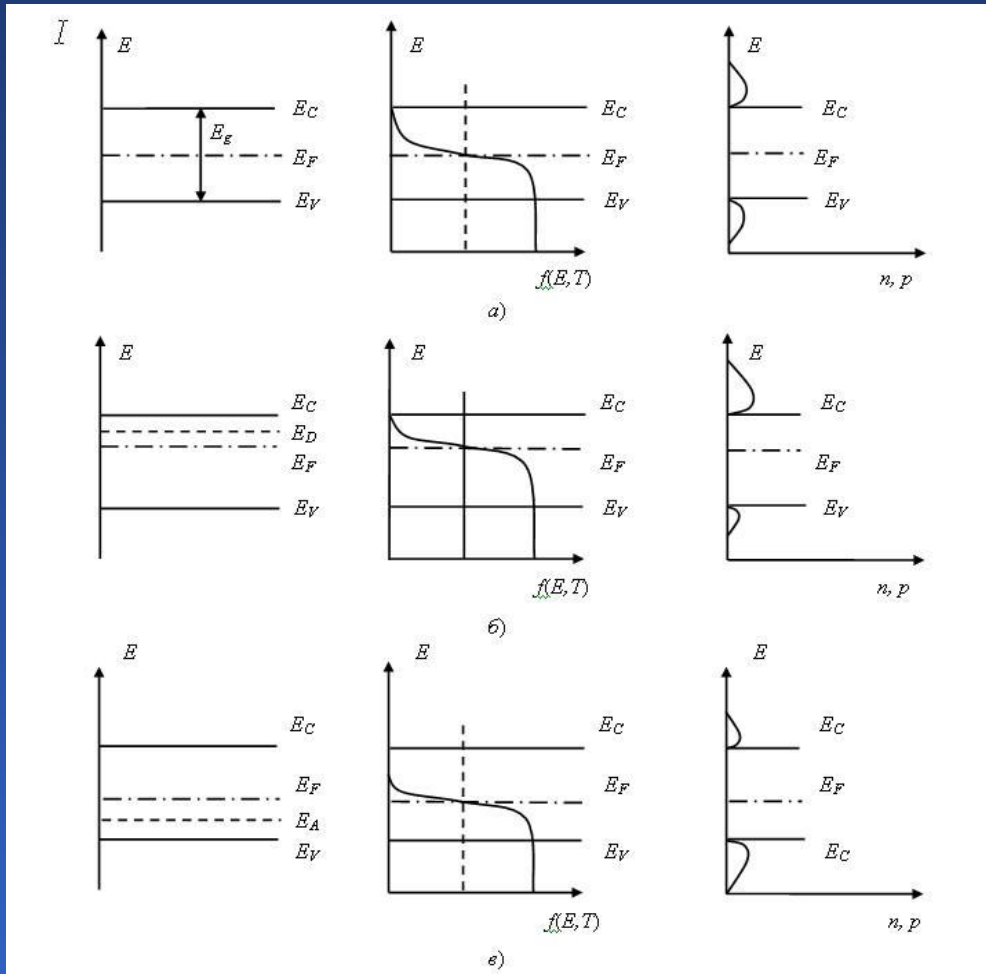 E
E
E
E_C
E_C
E_C
E_g
E_F
E_F
E_F
E_V
E_V
E_V
f(E,T)
n, p
а)
E
E
E
E_C
E_C
E_C
E_D
E_F
E_F
E_F
E_V
E_V
E_V
f(E,T)
n, p
б)
E
E
E
E_C
E_C
E_C
E_F
E_F
E_F
E_A
E_V
E_V
E_C
f(E,T)
n, p
в)